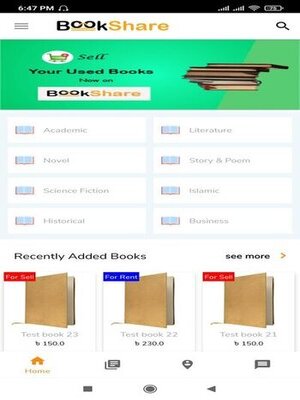 6:47 PM
BOOkShare
Sell
Your Used Books
Now on
BOOkShare
Academic
Literature
Novel
Story & Poem
Science Fiction
Islamic
Historical
Business
Recently Added Books
see more >
For Sell
For Rent
For Sell
Test book 23
Test book 22
Test book 21
৳ 150.0
৳ 230.0
৳ 150.0
Home